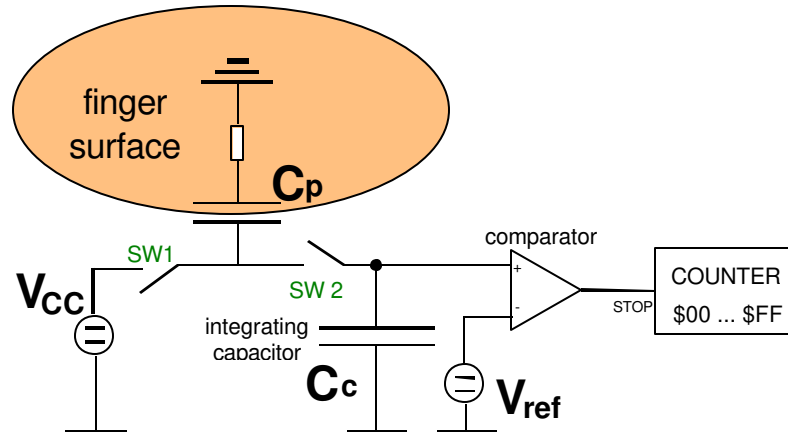 finger
surface
Cp
SW1
SW 2
comparator
VCC
+
-
COUNTER
STOP
$00 ... $FF
integrating
capacitor
Cc
Vref